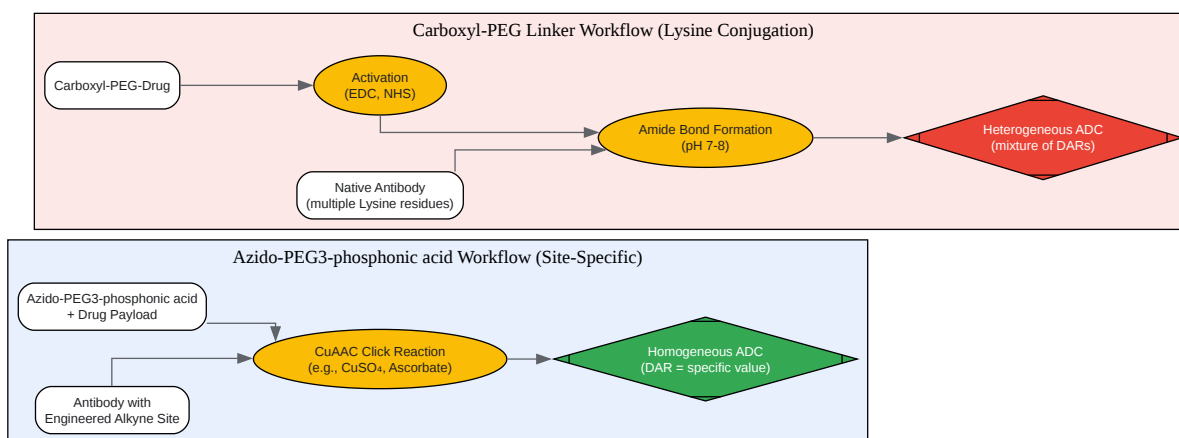 Carboxyl-PEG Linker Workflow (Lysine Conjugation)
Carboxyl-PEG-Drug
Activation
(EDC, NHS)
Amide Bond Formation
(pH 7-8)
Heterogeneous ADC
(mixture of DARs)
Native Antibody
(multiple Lysine residues)
Azido-PEG3-phosphonic acid Workflow (Site-Specific)
Azido-PEG3-phosphonic acid
+ Drug Payload
CuAAC Click Reaction
(e.g., CuSO₄, Ascorbate)
Homogeneous ADC
(DAR = specific value)
Antibody with
Engineered Alkyne Site